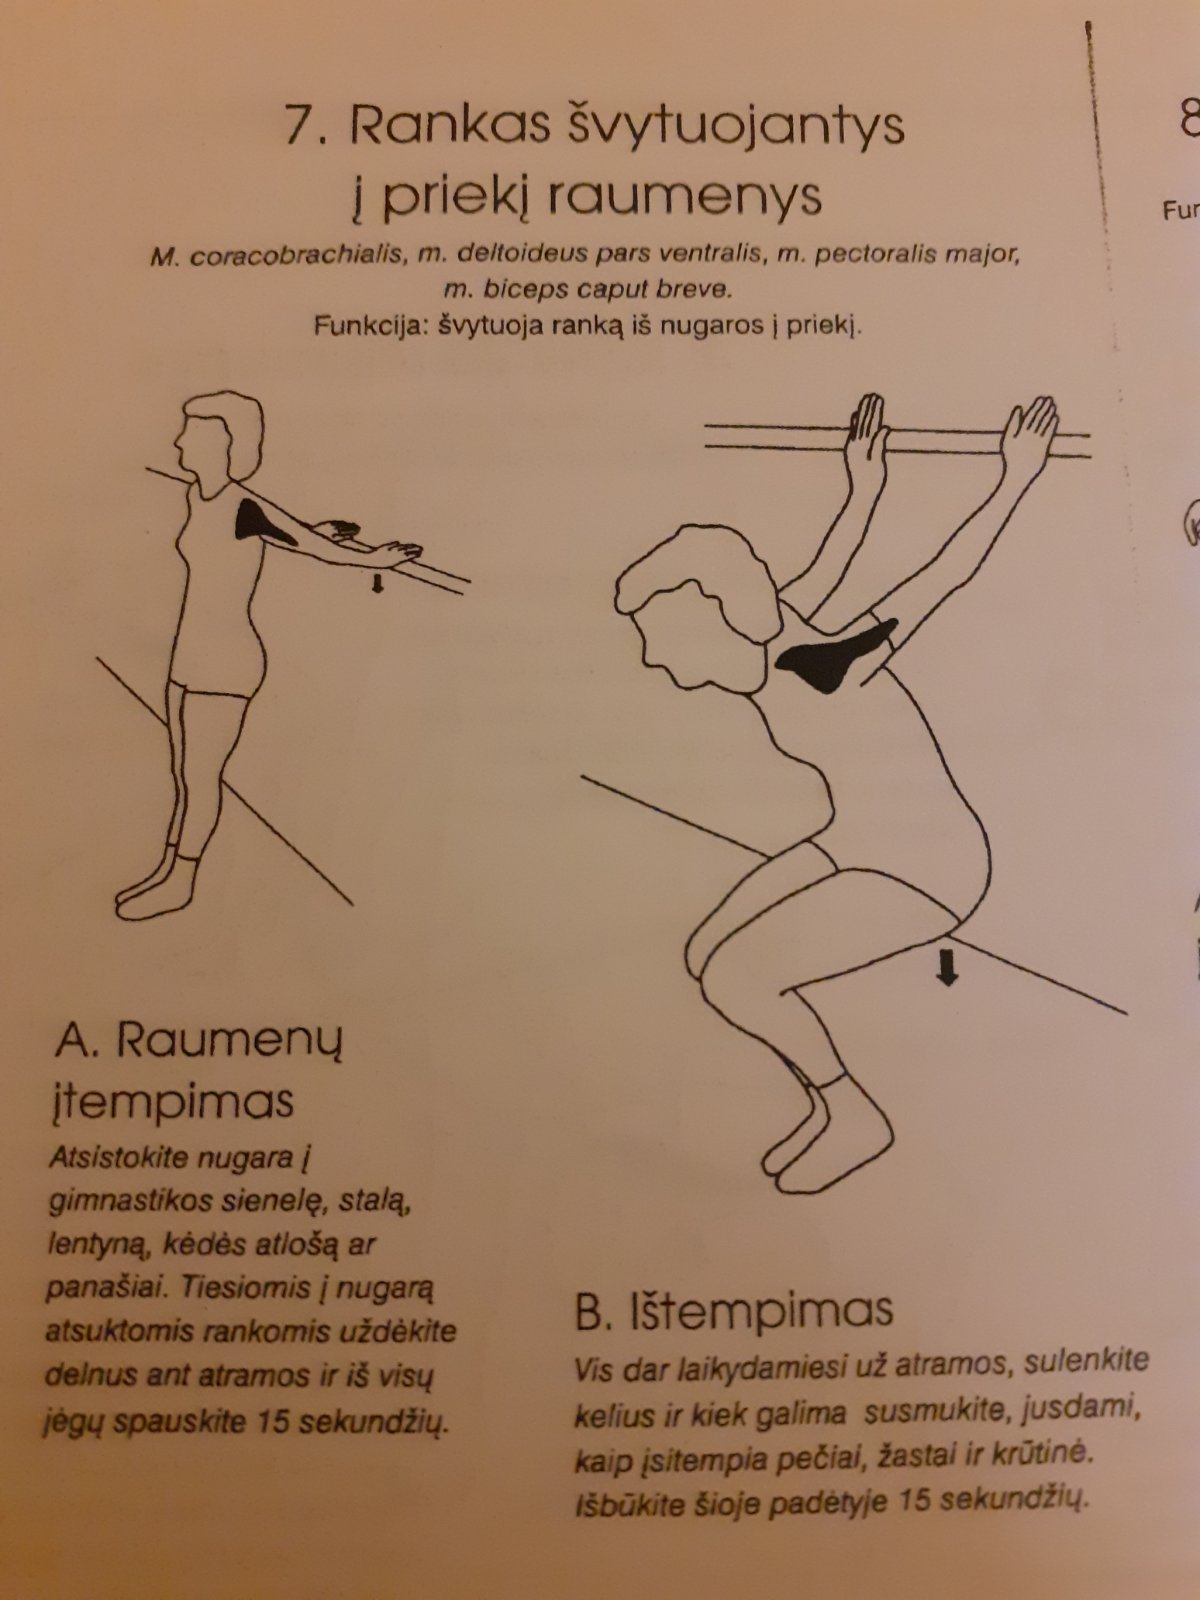 7. Rankas švytuojantys
į priekį raumenys
M. coracobrachialis, m. deltoideus pars ventralis, m. pectoralis major,
m. biceps caput breve.
Funkcija: švytuoja ranką iš nugaros į priekį.
A. Raumenų
įtempimas
Atsistokite nugara į
gimnastikos sienelę, stalą,
lentyną, kėdės atlošą ar
panašiai. Tiesiomis į nugarą
atsuktomis rankomis uždėkite
delnus ant atramos ir iš visų
jėgų spauskite 15 sekundžių.
B. Ištempimas
Vis dar laikydamiesi už atramos, sulenkite
kelius ir kiek galima susmukite, jusdami,
kaip įsitempia pečiai, žastai ir krūtinė.
Išbūkite šioje padėtyje 15 sekundžių.
8